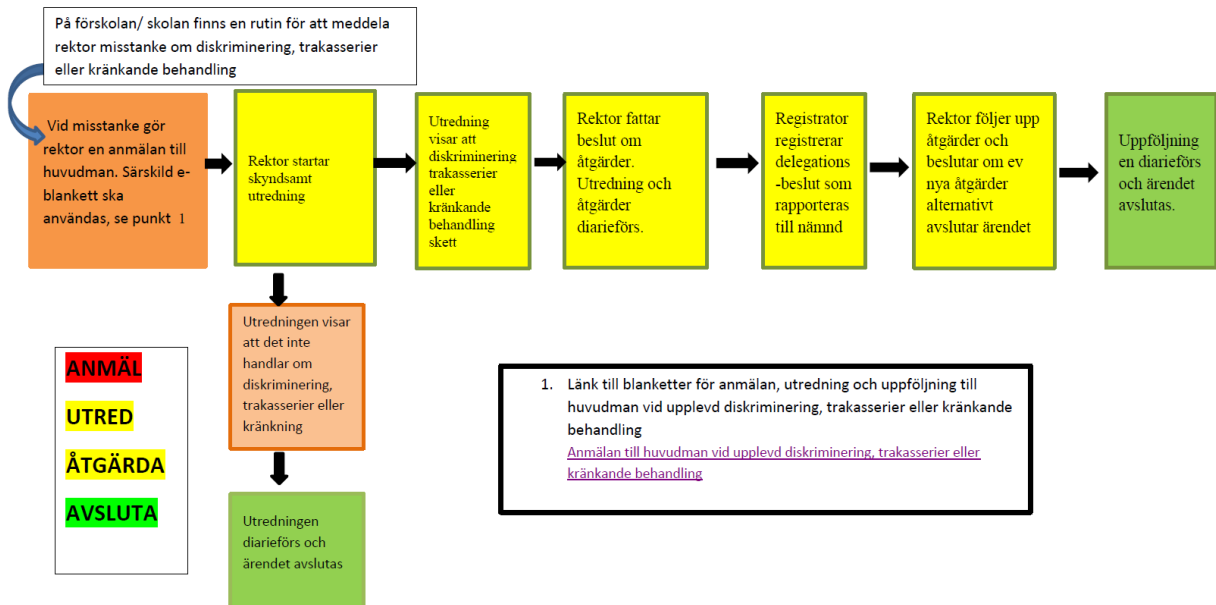 På förskolan/ skolan finns en rutin för att meddela
rektor misstanke om diskriminering, trakasserier
eller kränkande behandling
Vid misstanke gör
rektor en anmälan till
huvudman. Särskild e-
blankett ska
användas, se punkt 1
Rektor startar
skyndsamt
utredning
Utredning
visar att
diskriminering
trakasserier
eller
kränkande
behandling
skett
Rektor fattar
beslut om
åtgärder.
Utredning och
åtgärder
diarieförs.
Registrator
registrerar
delegations
-beslut som
rapporteras
till nämnd
Rektor följer upp
åtgärder och
beslutar om ev
nya åtgärder
alternativt
avslutar ärendet
Uppföljning
en diarieförs
och ärendet
avslutas.
Utredningen visar
att det inte
handlar om
diskriminering,
trakasserier eller
kränkning
Utredningen
diarieförs och
ärendet avslutas
ANMÄL
UTRED
ÅTGÄRDA
AVSLUTA
1. Länk till blanketter för anmälan, utredning och uppföljning till
huvudman vid upplevd diskriminering, trakasserier eller kränkande
behandling
Anmälan till huvudman vid upplevd diskriminering, trakasserier eller
kränkande behandling